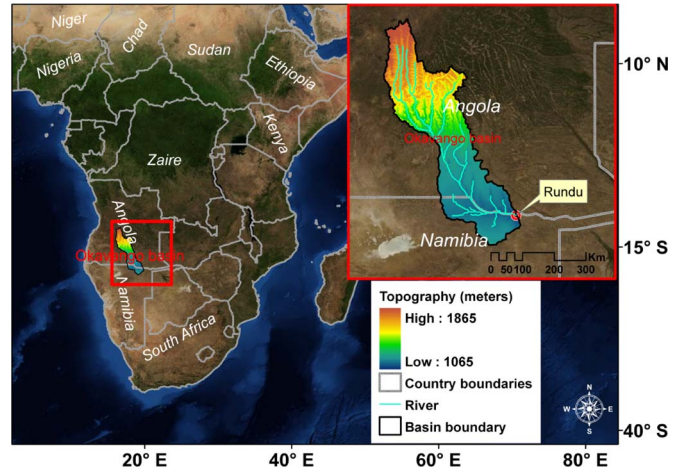 Niger
Chad
Sudan
Nigeria
Ethiopia
Kenya
Zaire
Angola
Okavango basin
Namibia
South Africa
Angola
Okavango basin
Rundu
Namibia
0 50 100 200 300
Km
10° N
15° S
40° S
Topography (meters)
High : 1865
Low : 1065
Country boundaries
River
Basin boundary
N
W
E
S
20° E
40° E
60° E
80° E